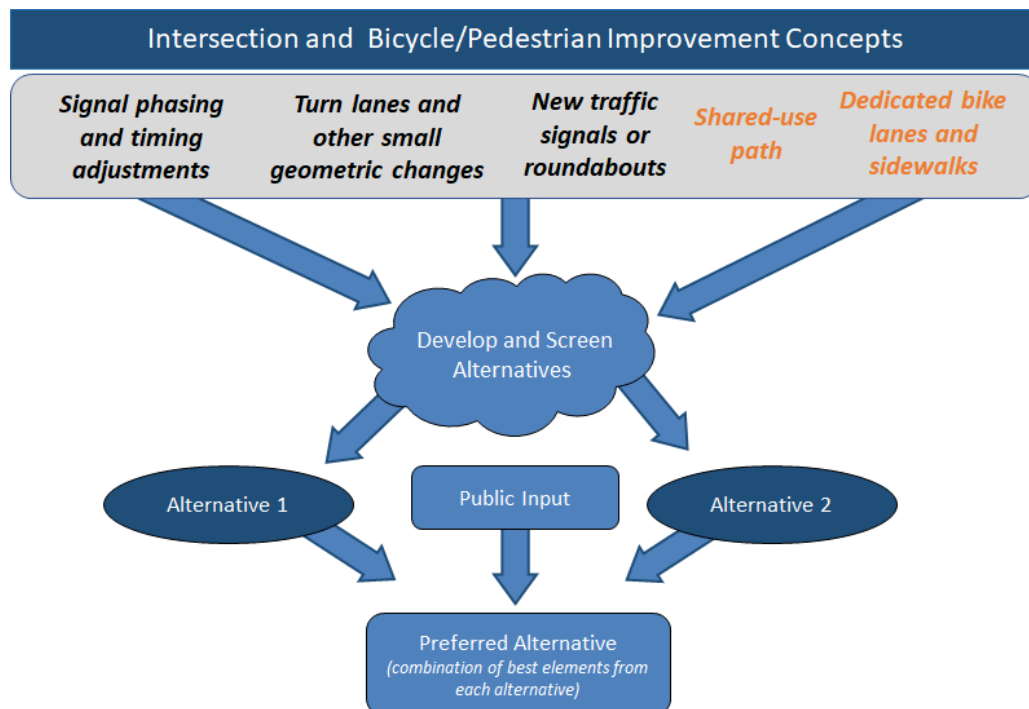 Intersection and Bicycle/Pedestrian Improvement Concepts
Signal phasing
and timing
adjustments
Turn lanes and
other small
geometric changes
New traffic
signals or
roundabouts
Shared-use
path
Dedicated bike
lanes and
sidewalks
Develop and Screen
Alternatives
Alternative 1
Public Input
Alternative 2
Preferred Alternative
(combination of best elements from
each alternative)